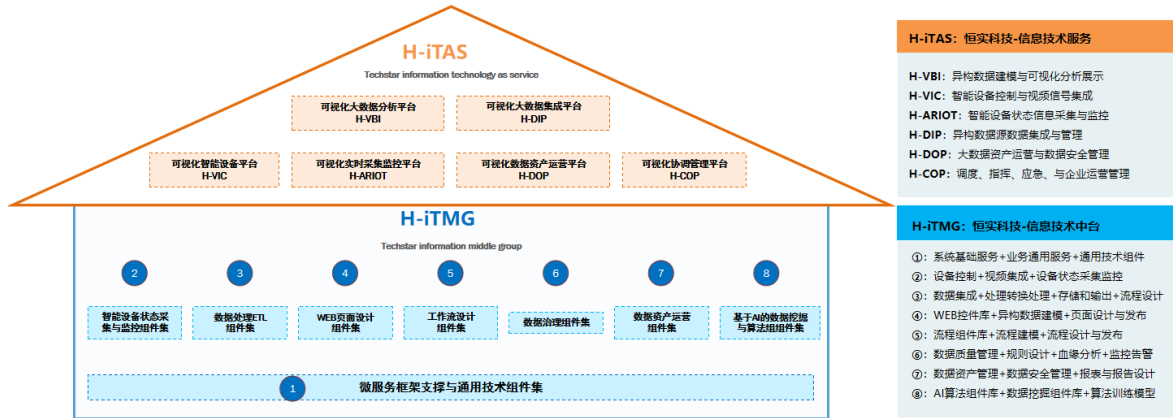 H-iTAS
Techstar information technology as service
可视化大数据分析平台
H-VBI
可视化大数据集成平台
H-DIP
可视化智能设备平台
H-VIC
可视化实时采集监控平台
H-ARIOT
可视化数据资产运营平台
H-DOP
可视化协调管理平台
H-COP
H-iTMG
Techstar information middle group
2
3
4
5
6
7
8
智能设备状态采
集与监控组件集
数据处理ETL
组件集
WEB页面设计
组件集
工作流设计
组件集
数据治理组件集
数据资产运营
组件集
基于AI的数据挖掘
与算法组组件集
1
微服务框架支撑与通用技术组件集
H-iTAS：恒实科技-信息技术服务
H-VBI：异构数据建模与可视化分析展示
H-VIC：智能设备控制与视频信号集成
H-ARIOT：智能设备状态信息采集与监控
H-DIP：异构数据源数据集成与管理
H-DOP：大数据资产运营与数据安全管理
H-COP：调度、指挥、应急、与企业运营管理
H-iTMG：恒实科技-信息技术中台
①：系统基础服务+业务通用服务+通用技术组件
②：设备控制+视频集成+设备状态采集监控
③：数据集成+处理转换处理+存储和输出+流程设计
④：WEB控件库+异构数据建模+页面设计与发布
⑤：流程组件库+流程建模+流程设计与发布
⑥：数据质量管理+规则设计+血缘分析+监控告警
⑦：数据资产管理+数据安全管理+报表与报告设计
⑧：AI算法组件库+数据挖掘组件库+算法训练模型